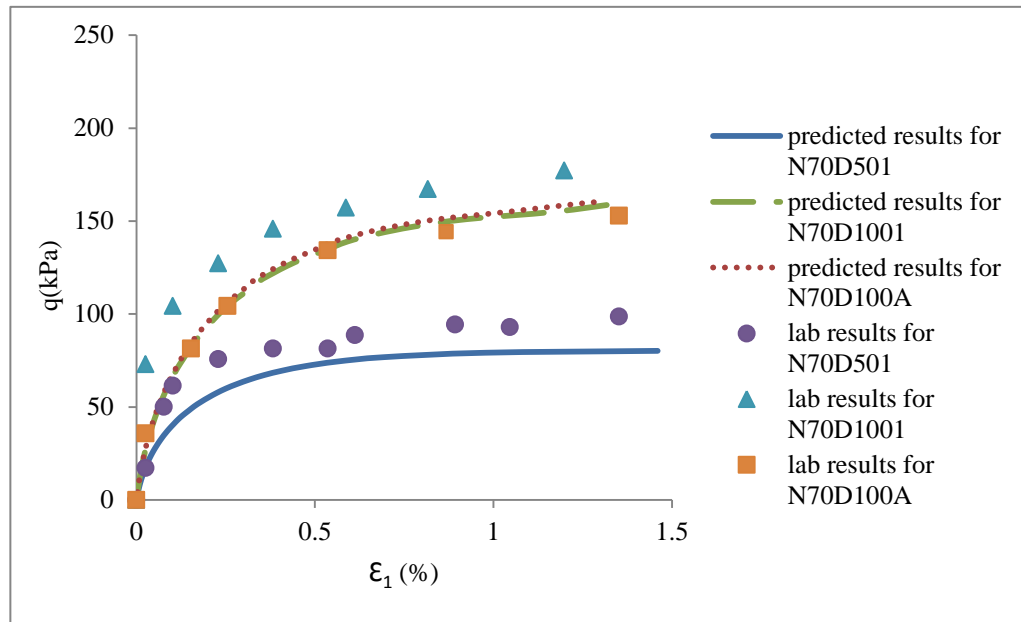 250
200
150
100
50
0
q(kPa)
0
0.5
1
1.5
Ɛ₁ (%)
predicted results for
N70D501
predicted results for
N70D1001
predicted results for
N70D100A
lab results for
N70D501
lab results for
N70D1001
lab results for
N70D100A